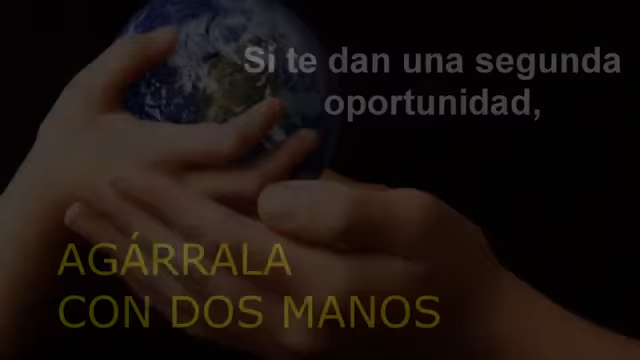 Si te dan una segunda
oportunidad,
AGÁRRALA
CON DOS MANOS